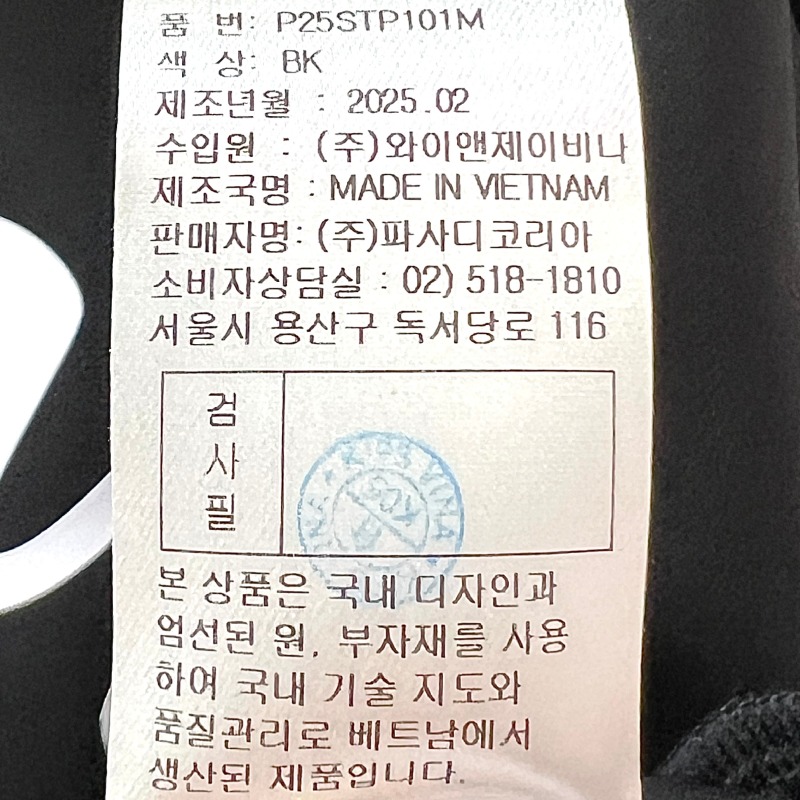 품 번: P25STP101M
색 상: BK
제조년월 : 2025.02
수입원 : (주)와이앤제이비나
제조국명 : MADE IN VIETNAM
판매자명: (주)파사디코리아
소비자상담실 : 02) 518-1810
서울시 용산구 독서당로 116
검
사
필
본 상품은 국내 디자인과
엄선된 원, 부자재를 사용
하여 국내 기술 지도와
품질관리로 베트남에서
생산된 제품입니다.